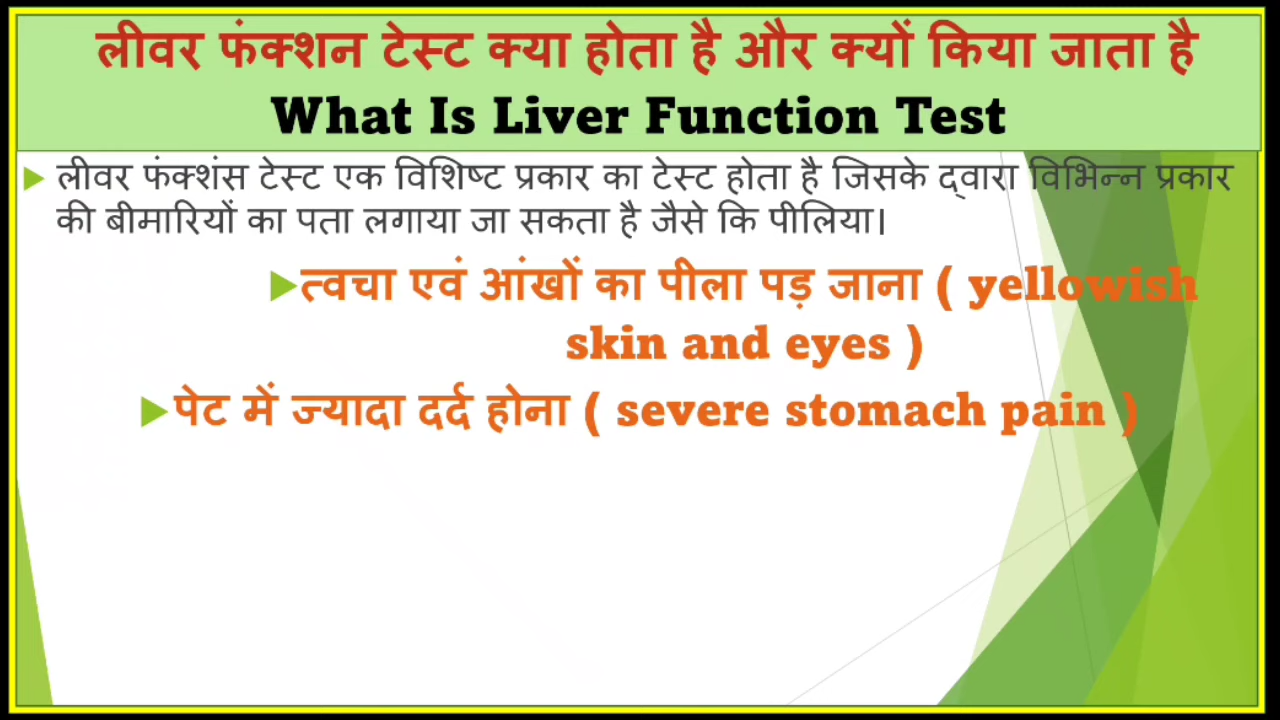 लीवर फंक्शन टेस्ट क्या होता है और क्यों किया जाता है
What Is Liver Function Test
लीवर फंक्शंस टेस्ट एक विशिष्ट प्रकार का टेस्ट होता है जिसके द्वारा विभिन्न प्रकार
की बीमारियों का पता लगाया जा सकता है जैसे कि पीलिया।
त्वचा एवं आंखों का पीला पड़ जाना ( yellowish
skin and eyes )
पेट में ज्यादा दर्द होना ( severe stomach pain )